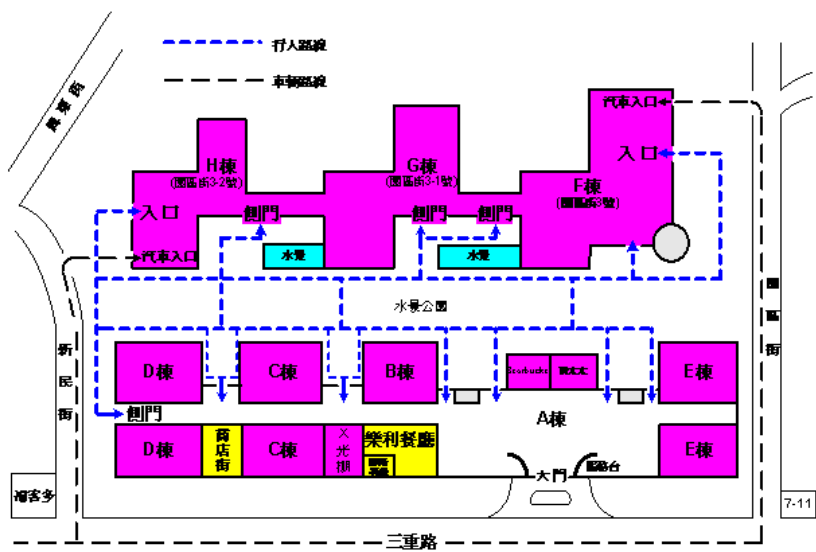 行人路線
車輛路線
汽車入口
入口
H棟
(園區街3-2號)
G棟
(園區街3-1號)
F棟
(園區街3號)
入口
側門
側門
側門
汽車入口
水景
水景
水景公園
園區街
新民街
D棟
C棟
B棟
Starbucks
E棟
側門
A棟
D棟
商店街
C棟
X光棚
樂利餐廳
E棟
大門
服務台
福客多
7-11
三重路